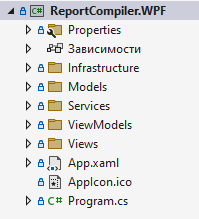 ReportCompiler.WPF
Properties
Зависимости
Infrastructure
Models
Services
ViewModels
Views
App.xaml
AppIcon.ico
C# Program.cs